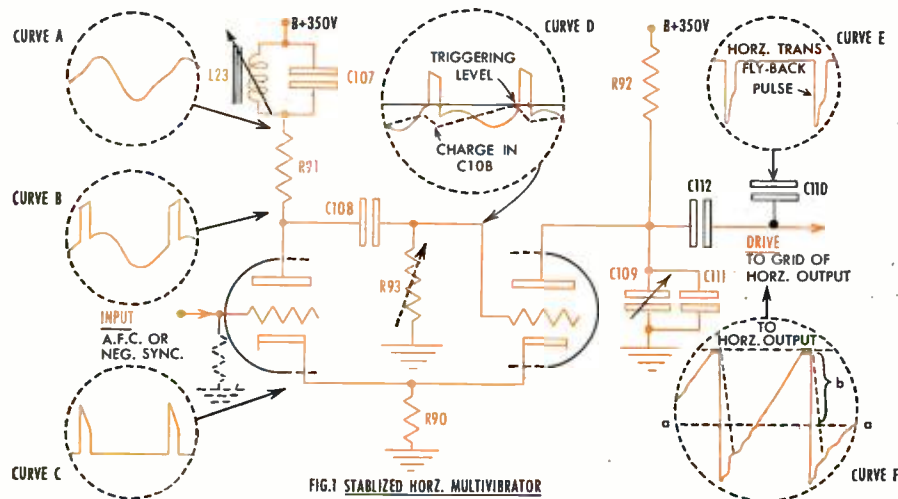 CURVE A
B+350V
L23
C107
R91
CURVE B
C108
CURVE D
TRIGGERING
LEVEL
CHARGE IN
C10B
R93
INPUT
A.F.C. OR
NEG. SYNC.
CURVE C
R90
B+350V
R92
HORZ. TRANS
FLY-BACK
PULSE
CURVE E
C112
C110
DRIVE
TO GRID OF
HORZ. OUTPUT
C109
C111
TO
HORZ. OUTPUT
a
b
a
CURVE F
FIG.1 STABLIZED HORZ. MULTIVIBRATOR